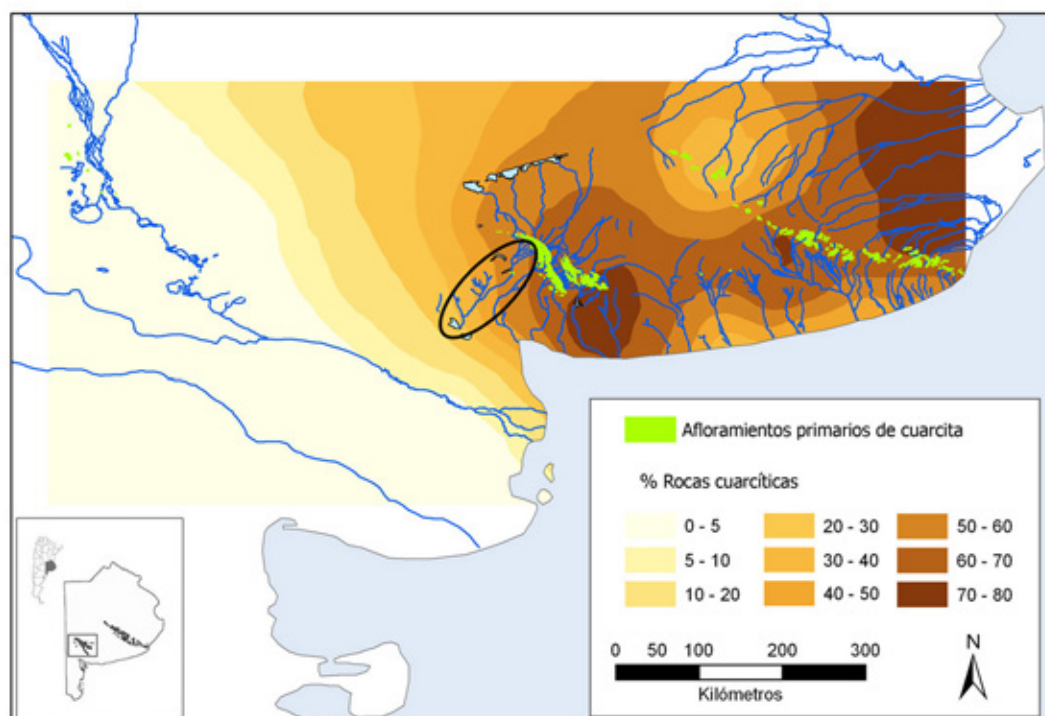 Afloramientos primarios de cuarcita
% Rocas cuarcíticas
0 - 5
20 - 30
50 - 60
5 - 10
30 - 40
60 - 70
10 - 20
40 - 50
70 - 80
0 50 100 200 300
Kilómetros
N